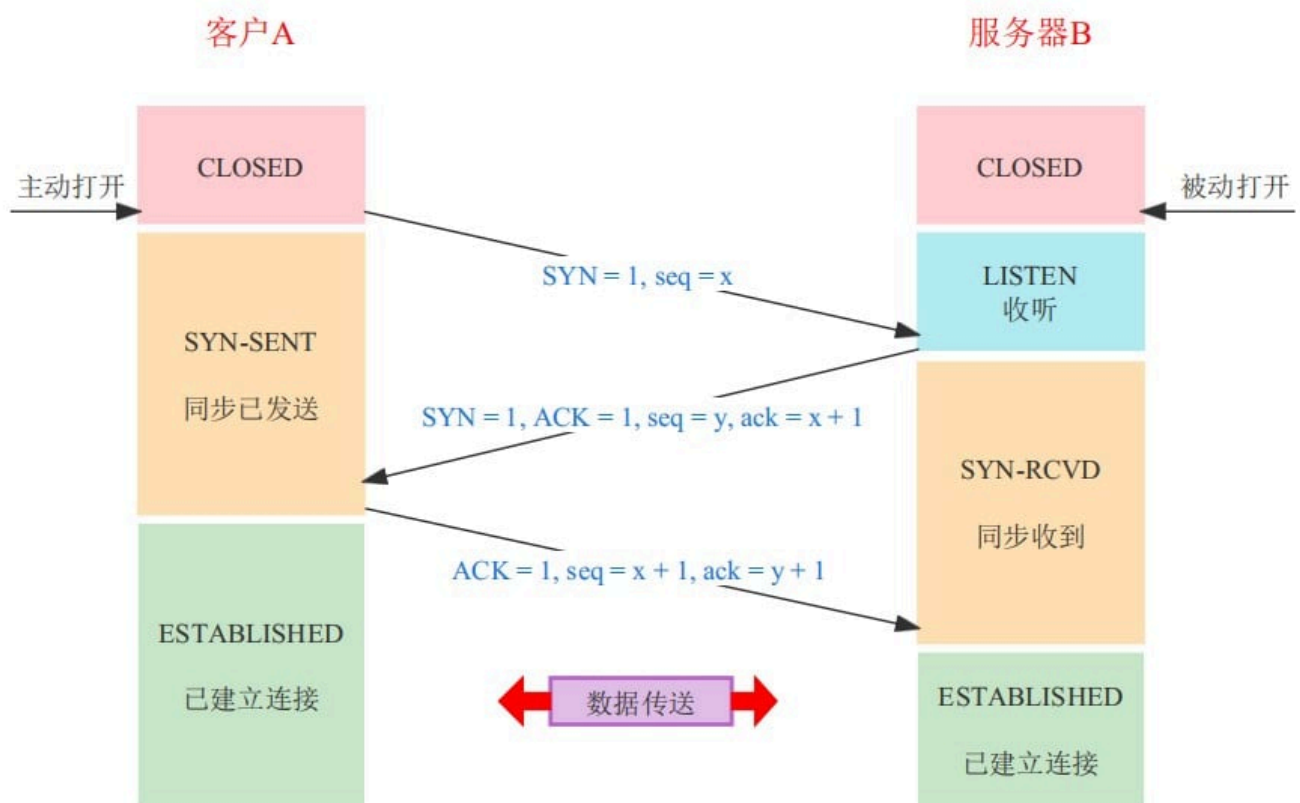 客户A
服务器B
CLOSED
CLOSED
主动打开
被动打开
SYN = 1, seq = x
LISTEN
收听
SYN-SENT
同步已发送
SYN = 1, ACK = 1, seq = y, ack = x + 1
SYN-RCVD
同步收到
ACK = 1, seq = x + 1, ack = y + 1
ESTABLISHED
已建立连接
数据传送
ESTABLISHED
已建立连接